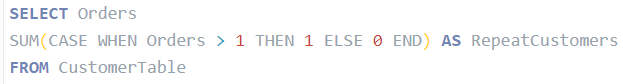 SELECT Orders
SUM(CASE WHEN Orders > 1 THEN 1 ELSE 0 END) AS RepeatCustomers
FROM CustomerTable